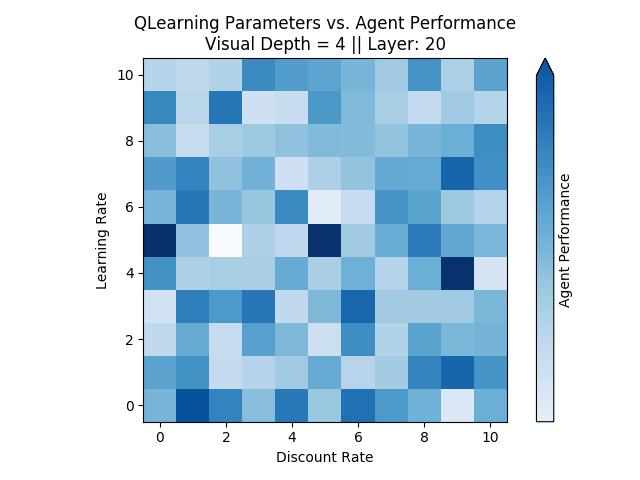 QLearning Parameters vs. Agent Performance
Visual Depth = 4 || Layer: 20
10
8
6
4
2
0
Learning Rate
0 2 4 6 8 10
Discount Rate
Agent Performance